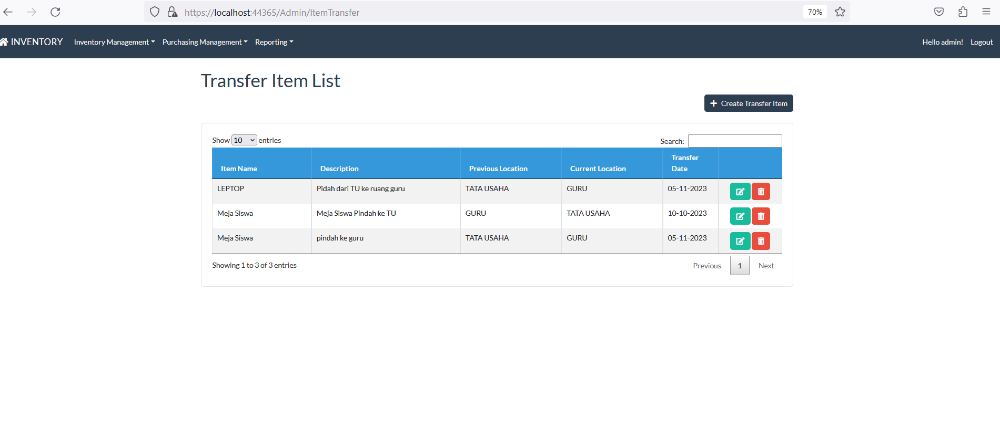 https://localhost:44365/Admin/ItemTransfer 70%
INVENTORY Inventory Management Purchasing Management Reporting Hello admin! Logout
Transfer Item List
Create Transfer Item
Show 10 entries Search:
Item Name Description Previous Location Current Location Transfer Date
LEPTOP Pidah dari TU ke ruang guru TATA USAHA GURU 05-11-2023
Meja Siswa Meja Siswa Pindah ke TU GURU TATA USAHA 10-10-2023
Meja Siswa pindah ke guru TATA USAHA GURU 05-11-2023
Showing 1 to 3 of 3 entries Previous 1 Next